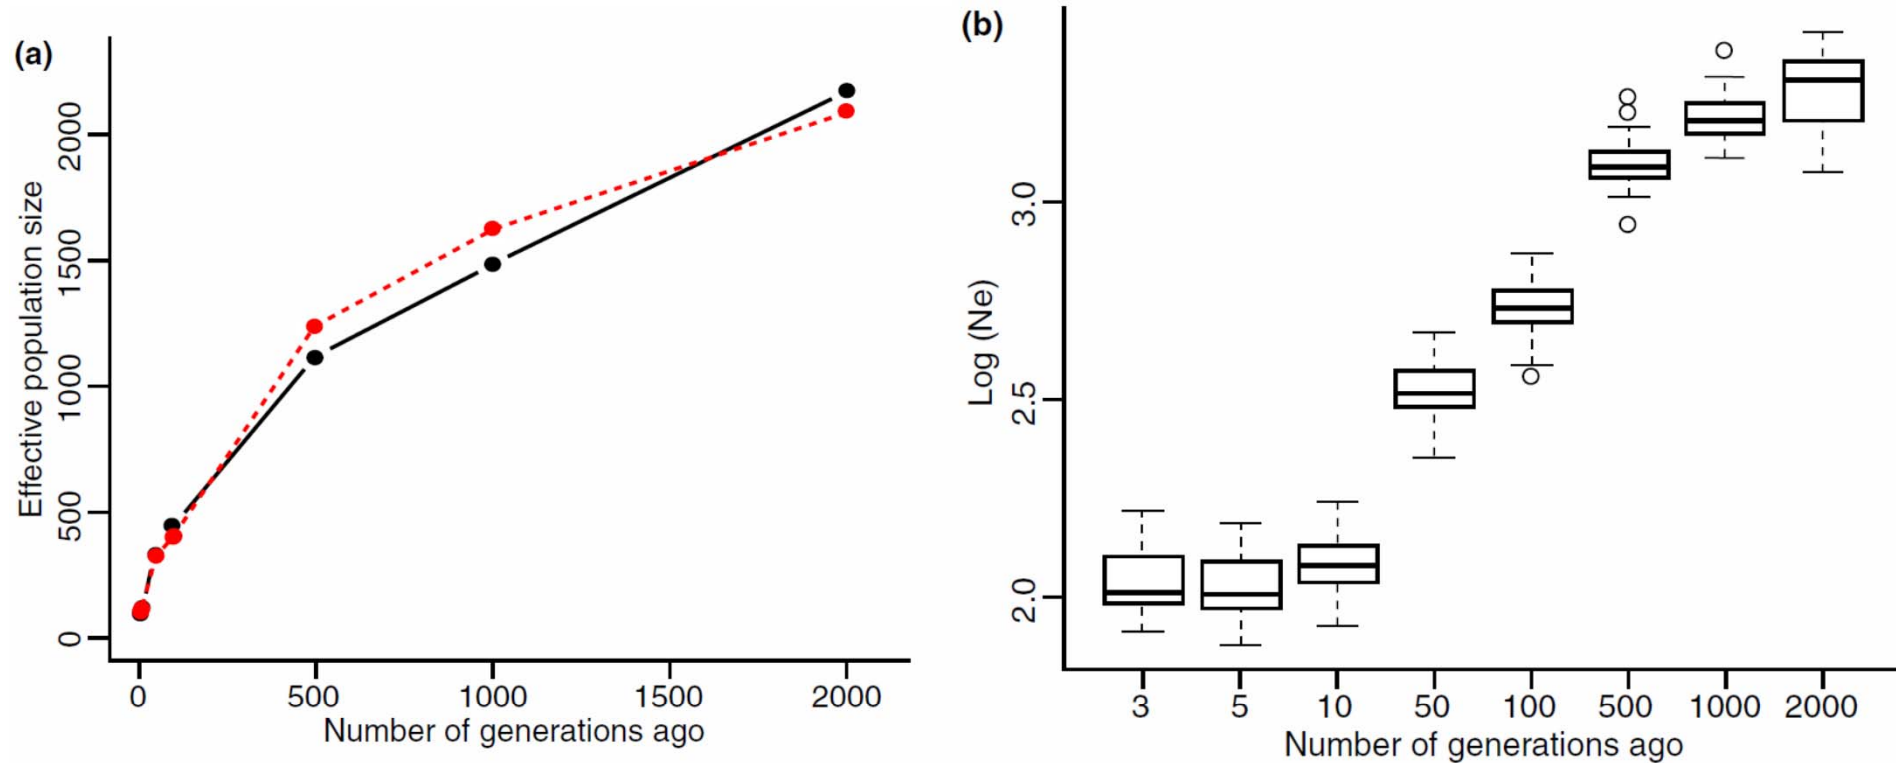 (a)
Effective population size
2000
1500
1000
500
0
0 500 1000 1500 2000
Number of generations ago
(b)
Log (Ne)
3.0
2.5
2.0
3 5 10 50 100 500 1000 2000
Number of generations ago